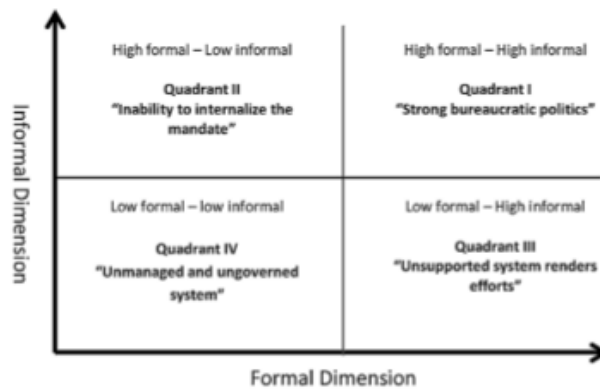 High formal – Low informal
Quadrant II
“Inability to internalize the
mandate”
High formal – High informal
Quadrant I
“Strong bureaucratic politics”
Low formal – low informal
Quadrant IV
“Unmanaged and ungoverned
system”
Low formal – High informal
Quadrant III
“Unsupported system renders
efforts”
Informal Dimension
Formal Dimension